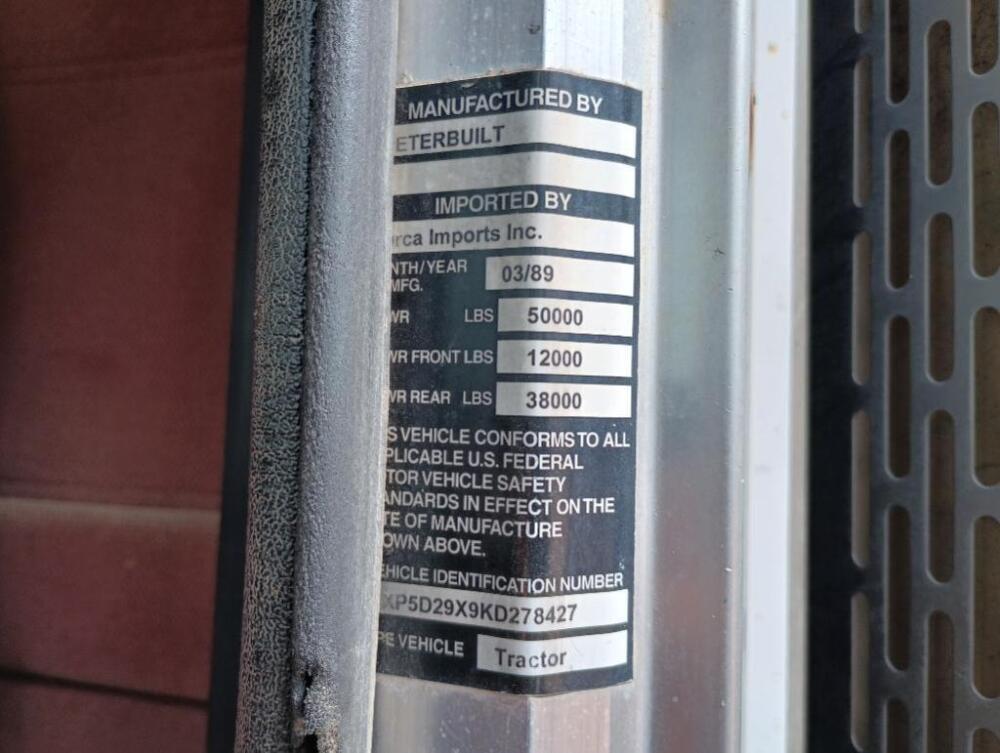 MANUFACTURED BY
ETERBUILT
IMPORTED BY
rca Imports Inc.
NTH/YEAR 03/89
MFG.
WR LBS 50000
WR FRONT LBS 12000
WR REAR LBS 38000
S VEHICLE CONFORMS TO ALL
PLICABLE U.S. FEDERAL
TOR VEHICLE SAFETY
ANDARDS IN EFFECT ON THE
TE OF MANUFACTURE
OWN ABOVE.
EHICLE IDENTIFICATION NUMBER
XP5D29X9KD278427
PE VEHICLE Tractor